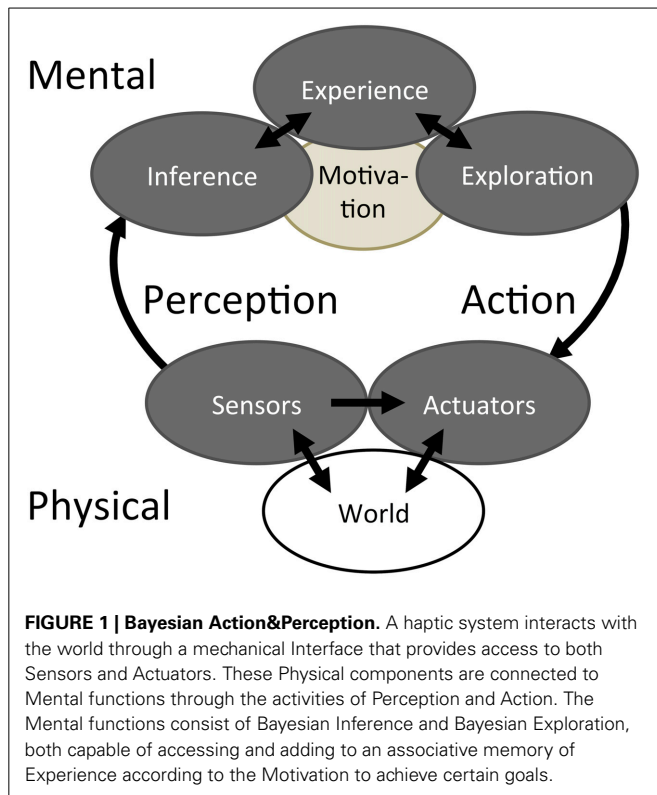 Mental
Experience
Inference
Motiva-
tion
Exploration
Perception
Action
Sensors
Actuators
Physical
World
FIGURE 1 | Bayesian Action&Perception. A haptic system interacts with
the world through a mechanical Interface that provides access to both
Sensors and Actuators. These Physical components are connected to
Mental functions through the activities of Perception and Action. The
Mental functions consist of Bayesian Inference and Bayesian Exploration,
both capable of accessing and adding to an associative memory of
Experience according to the Motivation to achieve certain goals.